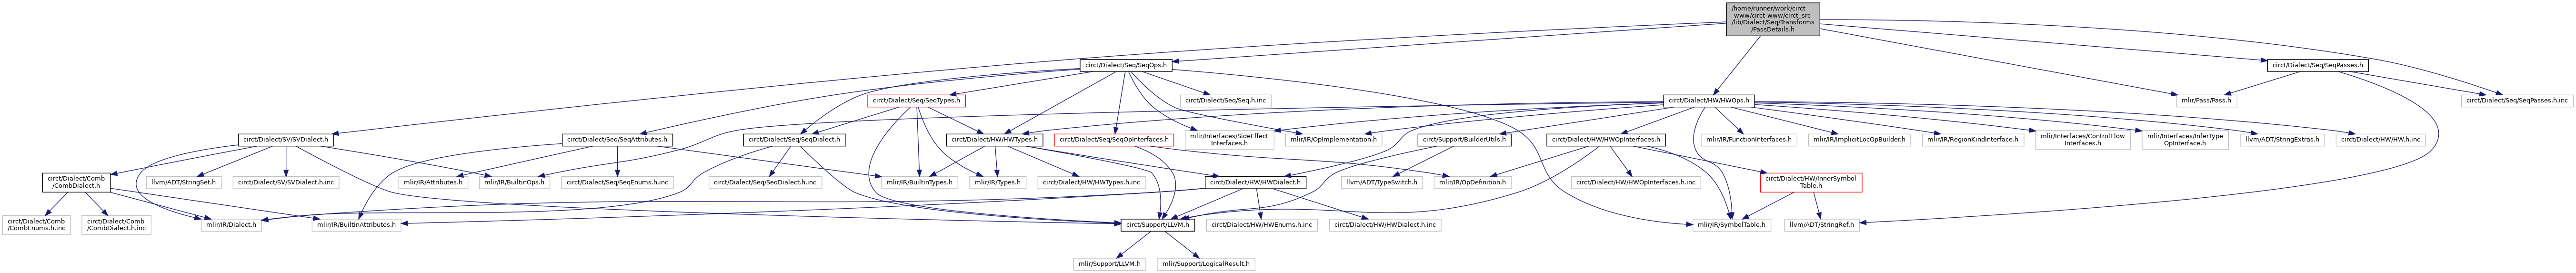 /home/runner/work/circt
-www/circt-www/circt_src
/lib/Dialect/Seq/Transforms
/PassDetails.h
circt/Dialect/Seq/SeqOps.h
circt/Dialect/Seq/SeqPasses.h
circt/Dialect/Seq/SeqTypes.h
circt/Dialect/Seq/Seq.h.inc
circt/Dialect/HW/HWOps.h
mlir/Pass/Pass.h
circt/Dialect/Seq/SeqPasses.h.inc
circt/Dialect/SV/SVDialect.h
circt/Dialect/Seq/SeqAttributes.h
circt/Dialect/Seq/SeqDialect.h
circt/Dialect/HW/HWTypes.h
circt/Dialect/Seq/SeqOpInterfaces.h
mlir/Interfaces/SideEffect
Interfaces.h
mlir/IR/OpImplementation.h
circt/Support/BuilderUtils.h
circt/Dialect/HW/HWOpInterfaces.h
mlir/IR/FunctionInterfaces.h
mlir/IR/ImplicitLocOpBuilder.h
mlir/IR/RegionKindInterface.h
mlir/Interfaces/ControlFlow
Interfaces.h
mlir/Interfaces/InferType
OpInterface.h
llvm/ADT/StringExtras.h
circt/Dialect/HW/HW.h.inc
circt/Dialect/Comb
/CombDialect.h
llvm/ADT/StringSet.h
circt/Dialect/SV/SVDialect.h.inc
mlir/IR/Attributes.h
mlir/IR/BuiltinOps.h
circt/Dialect/Seq/SeqEnums.h.inc
circt/Dialect/Seq/SeqDialect.h.inc
mlir/IR/BuiltinTypes.h
mlir/IR/Types.h
circt/Dialect/HW/HWTypes.h.inc
circt/Dialect/HW/HWDialect.h
llvm/ADT/TypeSwitch.h
mlir/IR/OpDefinition.h
circt/Dialect/HW/HWOpInterfaces.h.inc
circt/Dialect/HW/InnerSymbol
Table.h
circt/Dialect/Comb
/CombEnums.h.inc
circt/Dialect/Comb
/CombDialect.h.inc
mlir/IR/Dialect.h
mlir/IR/BuiltinAttributes.h
circt/Support/LLVM.h
circt/Dialect/HW/HWEnums.h.inc
circt/Dialect/HW/HWDialect.h.inc
mlir/IR/SymbolTable.h
llvm/ADT/StringRef.h
mlir/Support/LLVM.h
mlir/Support/LogicalResult.h